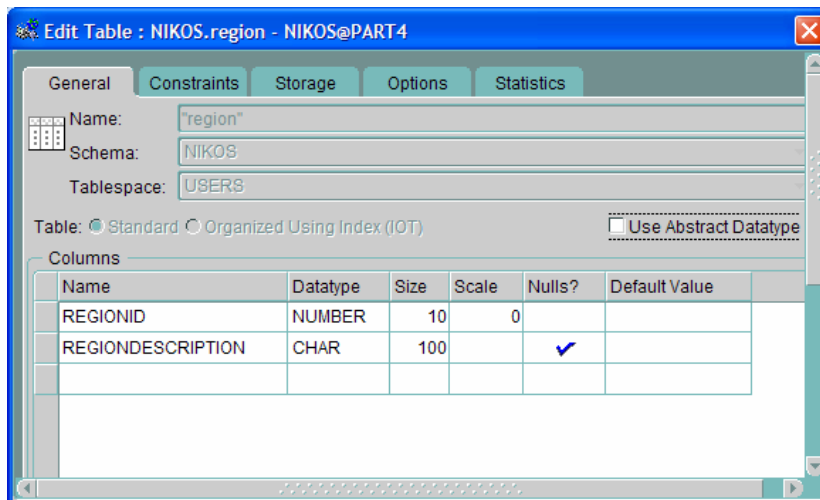 Edit Table : NIKOS.region - NIKOS@PART4
General Constraints Storage Options Statistics
Name: "region"
Schema: NIKOS
Tablespace: USERS
Table: Standard Organized Using Index (IOT) Use Abstract Datatype
Columns
Name Datatype Size Scale Nulls? Default Value
REGIONID NUMBER 10 0
REGIONDESCRIPTION CHAR 100